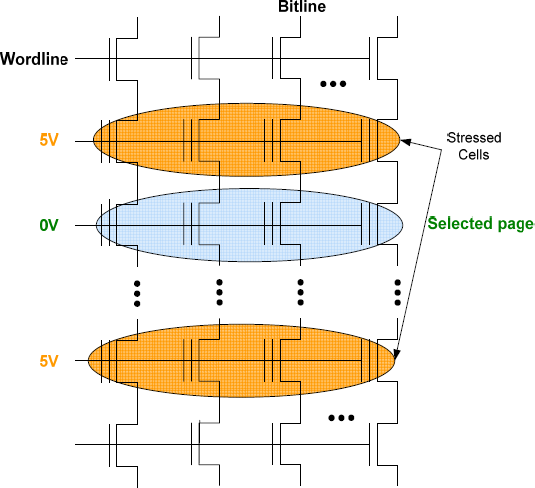 Bitline
Wordline
5V
Stressed
Cells
0V
Selected page
5V